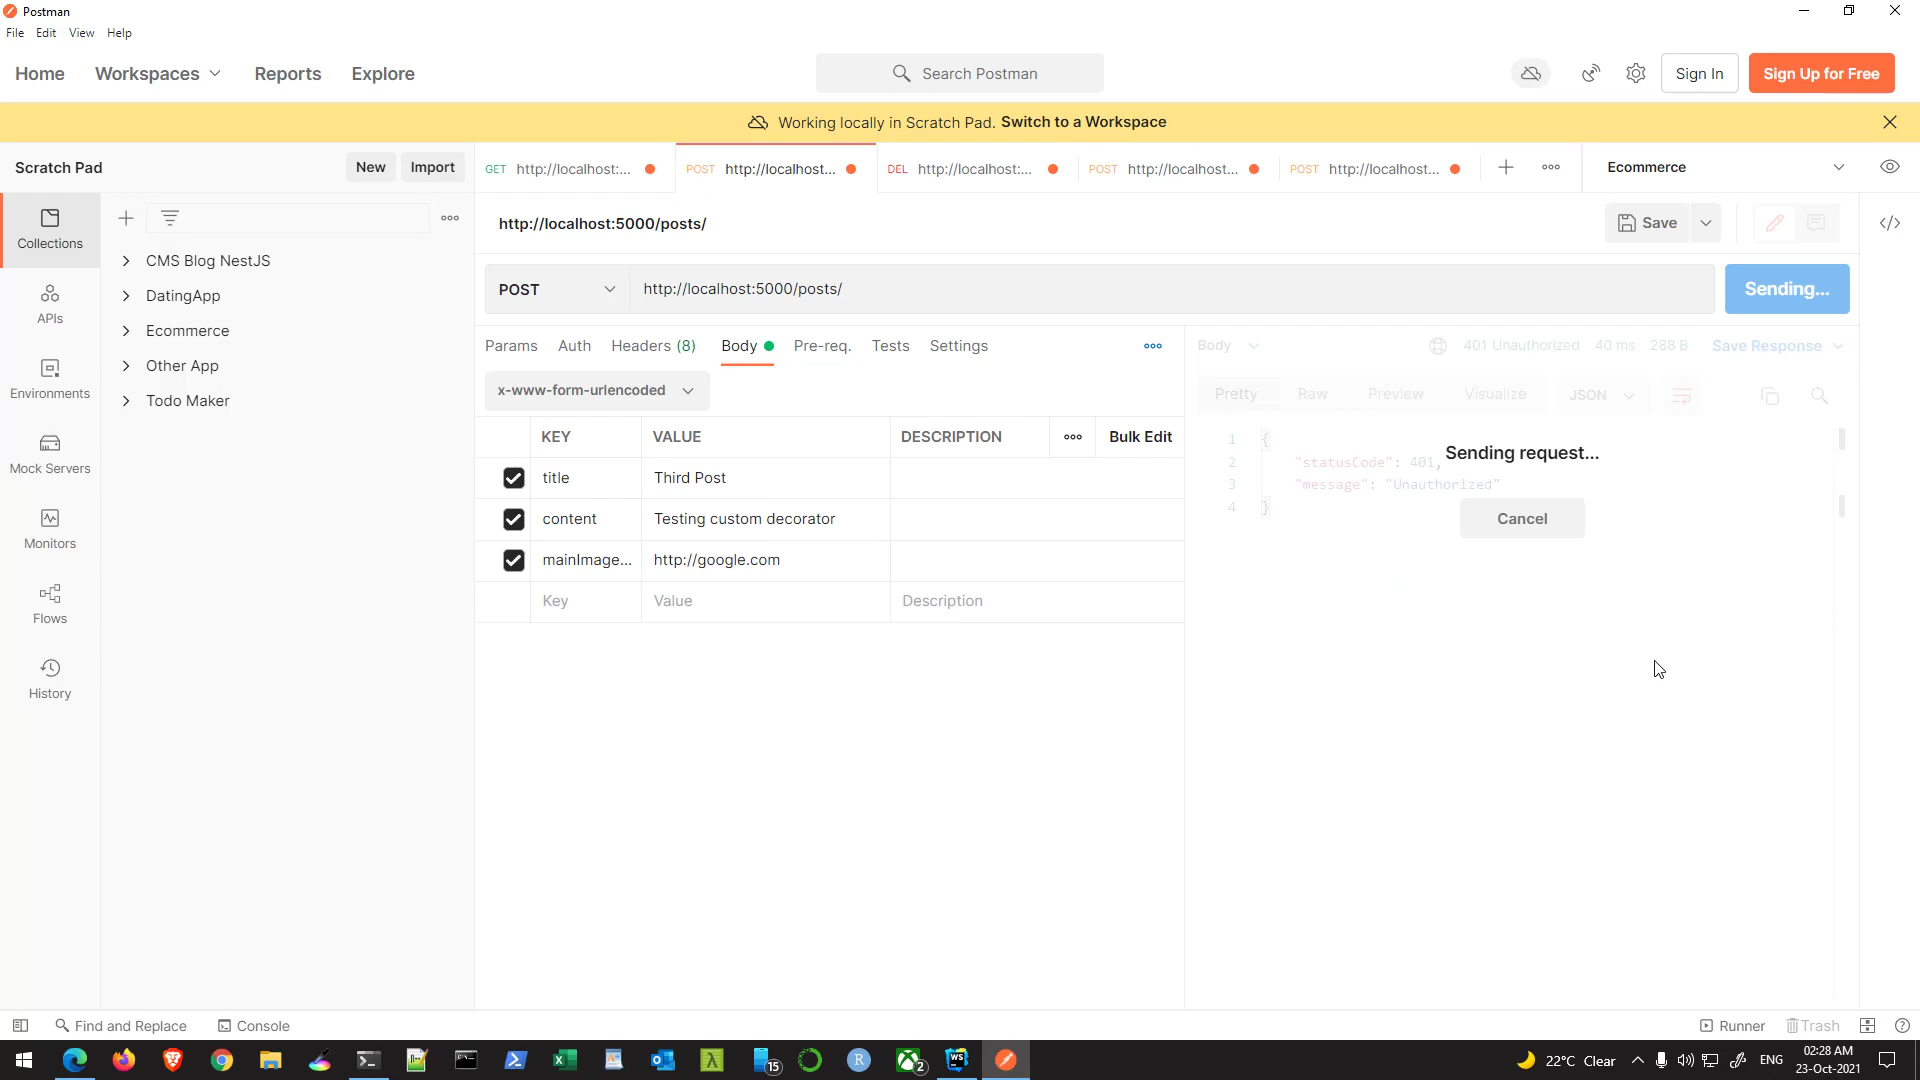 Postman
File Edit View Help
Home Workspaces Reports Explore
Search Postman
Sign In
Sign Up for Free
Working locally in Scratch Pad. Switch to a Workspace
Scratch Pad
New
Import
GET http://localhost:...
POST http://localhost...
DEL http://localhost:...
POST http://localhost...
POST http://localhost...
Ecommerce
Collections
APIs
Environments
Mock Servers
Monitors
Flows
History
CMS Blog NestJS
DatingApp
Ecommerce
Other App
Todo Maker
http://localhost:5000/posts/
Save
POST http://localhost:5000/posts/
Sending...
Params Auth Headers (8) Body Pre-req. Tests Settings
x-www-form-urlencoded
KEY VALUE DESCRIPTION Bulk Edit
title Third Post
content Testing custom decorator
mainImage... http://google.com
Key Value Description
Body 401 Unauthorized 40 ms 288 B Save Response
Pretty Raw Preview Visualize JSON
1 {
2 "statusCode": 401,
3 "message": "Unauthorized"
4 }
Sending request...
Cancel
Find and Replace Console
Runner Trash
15
2
WS
22°C Clear
ENG
02:28 AM
23-Oct-2021